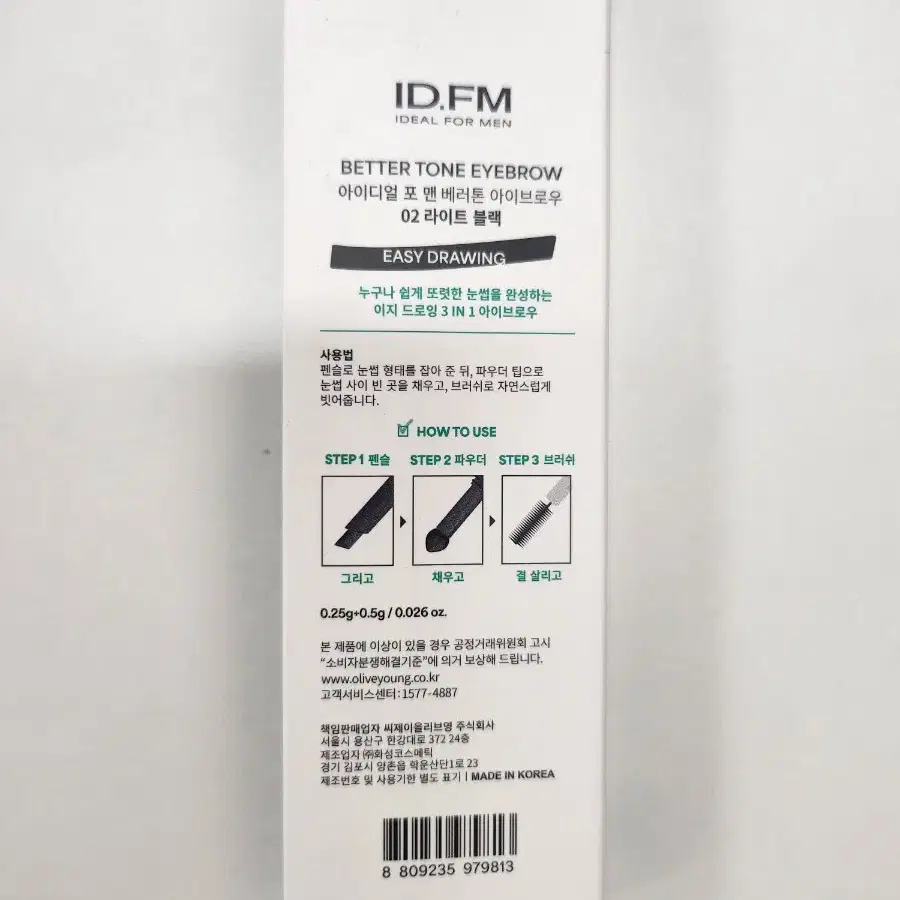 ID.FM
IDEAL FOR MEN
BETTER TONE EYEBROW
아이디얼 포 맨 베러톤 아이브로우
02 라이트 블랙
EASY DRAWING
누구나 쉽게 또렷한 눈썹을 완성하는
이지 드로잉 3 IN 1 아이브로우
사용법
펜슬로 눈썹 형태를 잡아 준 뒤, 파우더 팁으로
눈썹 사이 빈 곳을 채우고, 브러쉬로 자연스럽게
빗어줍니다.
HOW TO USE
STEP 1 펜슬 STEP 2 파우더 STEP 3 브러쉬
그리고 채우고 결 살리고
0.25g+0.5g / 0.026 oz.
본 제품에 이상이 있을 경우 공정거래위원회 고시
“소비자분쟁해결기준”에 의거 보상해 드립니다.
www.oliveyoung.co.kr
고객서비스센터:1577-4887
책임판매업자 씨제이올리브영 주식회사
서울시 용산구 한강대로 372 24층
제조업자 ㈜화성코스메틱
경기 김포시 양촌읍 학운산단1로 23
제조번호 및 사용기한 별도 표기 | MADE IN KOREA
8 809235 979813